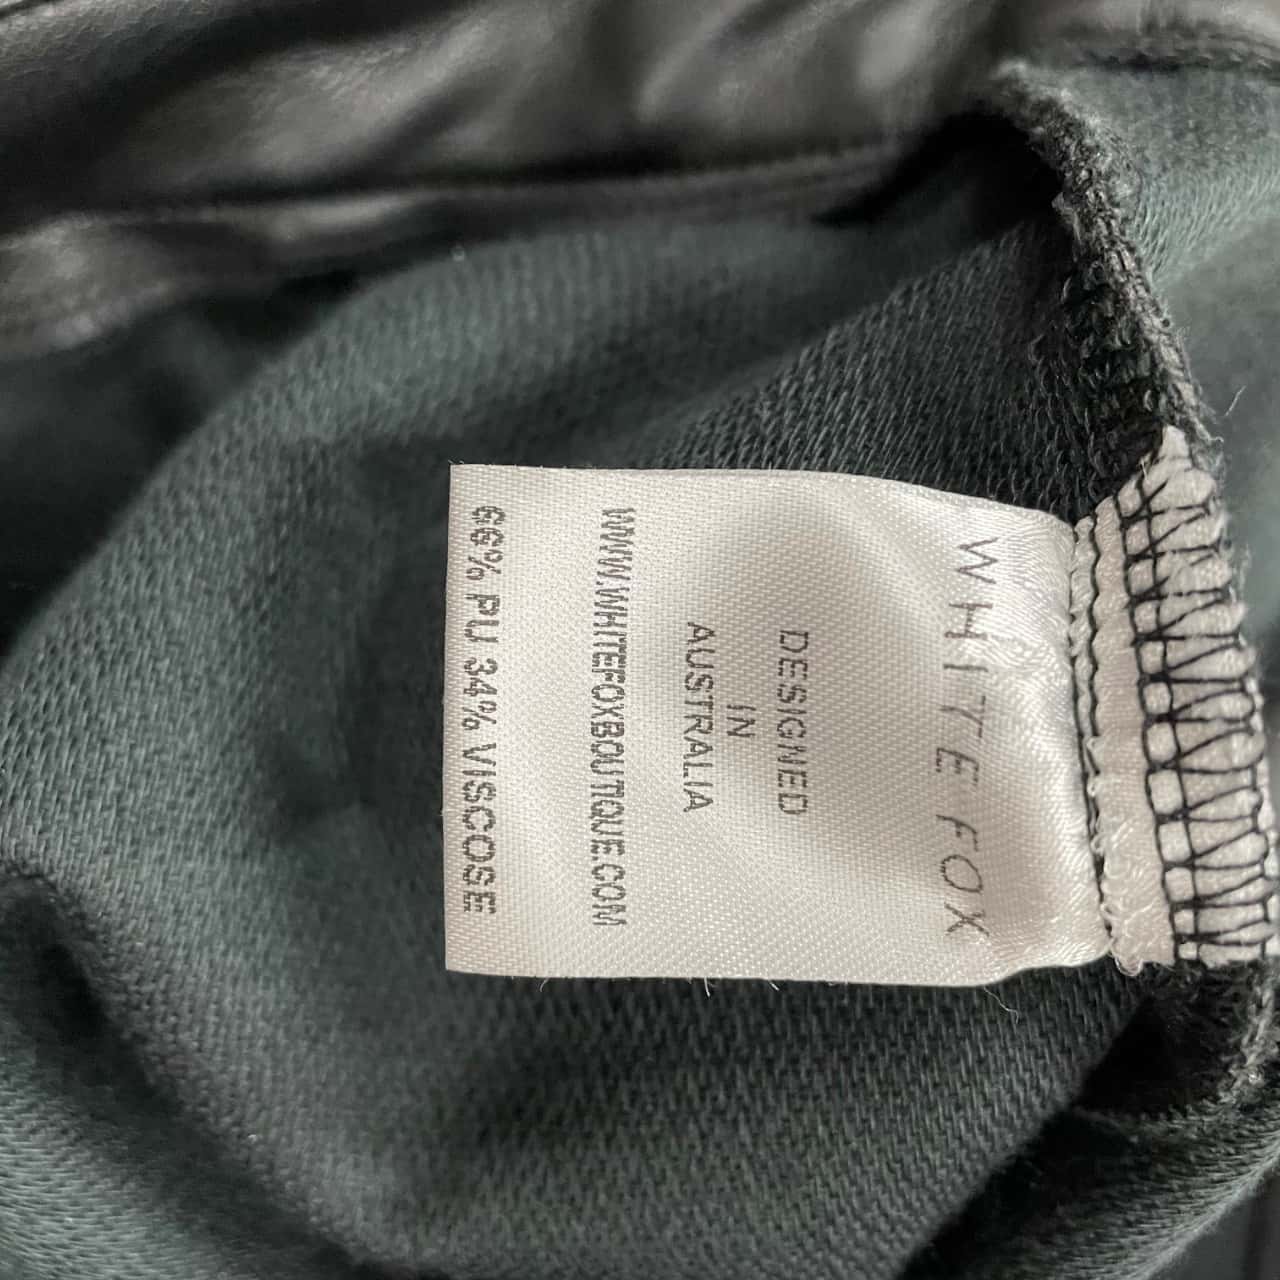 WHITE FOX
DESIGNED
IN
AUSTRALIA
WWW.WHITEFOXBOUTIQUE.COM
66% PU 34% VISCOSE